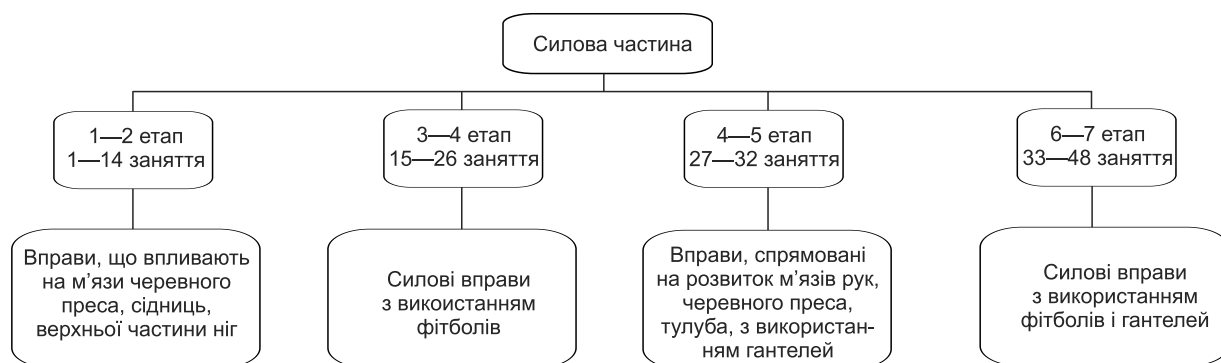 Силова частина
1—2 етап
1—14 заняття
3—4 етап
15—26 заняття
4—5 етап
27—32 заняття
6—7 етап
33—48 заняття
Вправи, що впливають
на м’язи черевного
преса, сідниць,
верхньої частини ніг
Силові вправи
з викоистанням
фітболів
Вправи, спрямовані
на розвиток м’язів рук,
черевного преса,
тулуба, з використан-
ням гантелей
Силові вправи
з використанням
фітболів і гантелей